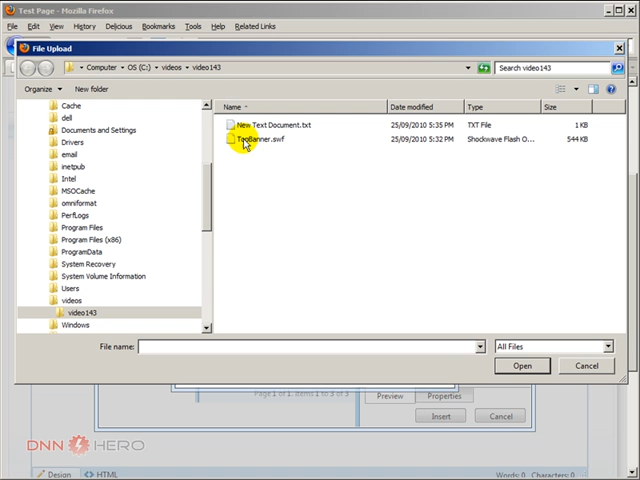 Test Page - Mozilla Firefox
File Edit View History Delicious Bookmarks Tools Help Related Links
File Upload
Computer OS (C:) videos video143 Search video143
Organize New folder
Name Date modified Type Size
Cache
dell
Documents and Settings
Drivers
email
inetpub
Intel
MSOCache
omniformat
PerfLogs
Program Files
Program Files (x86)
ProgramData
System Recovery
System Volume Information
Users
videos
video143
Windows
New Text Document.txt 25/09/2010 5:35 PM TXT File 1 KB
TopBanner.swf 25/09/2010 5:32 PM Shockwave Flash O... 544 KB
File name: All Files
Open Cancel
Page 1 of 1. Items 1 to 3 of 3
Preview Properties
Insert Cancel
DNN HERO
Design HTML Words: 0 Characters: 0